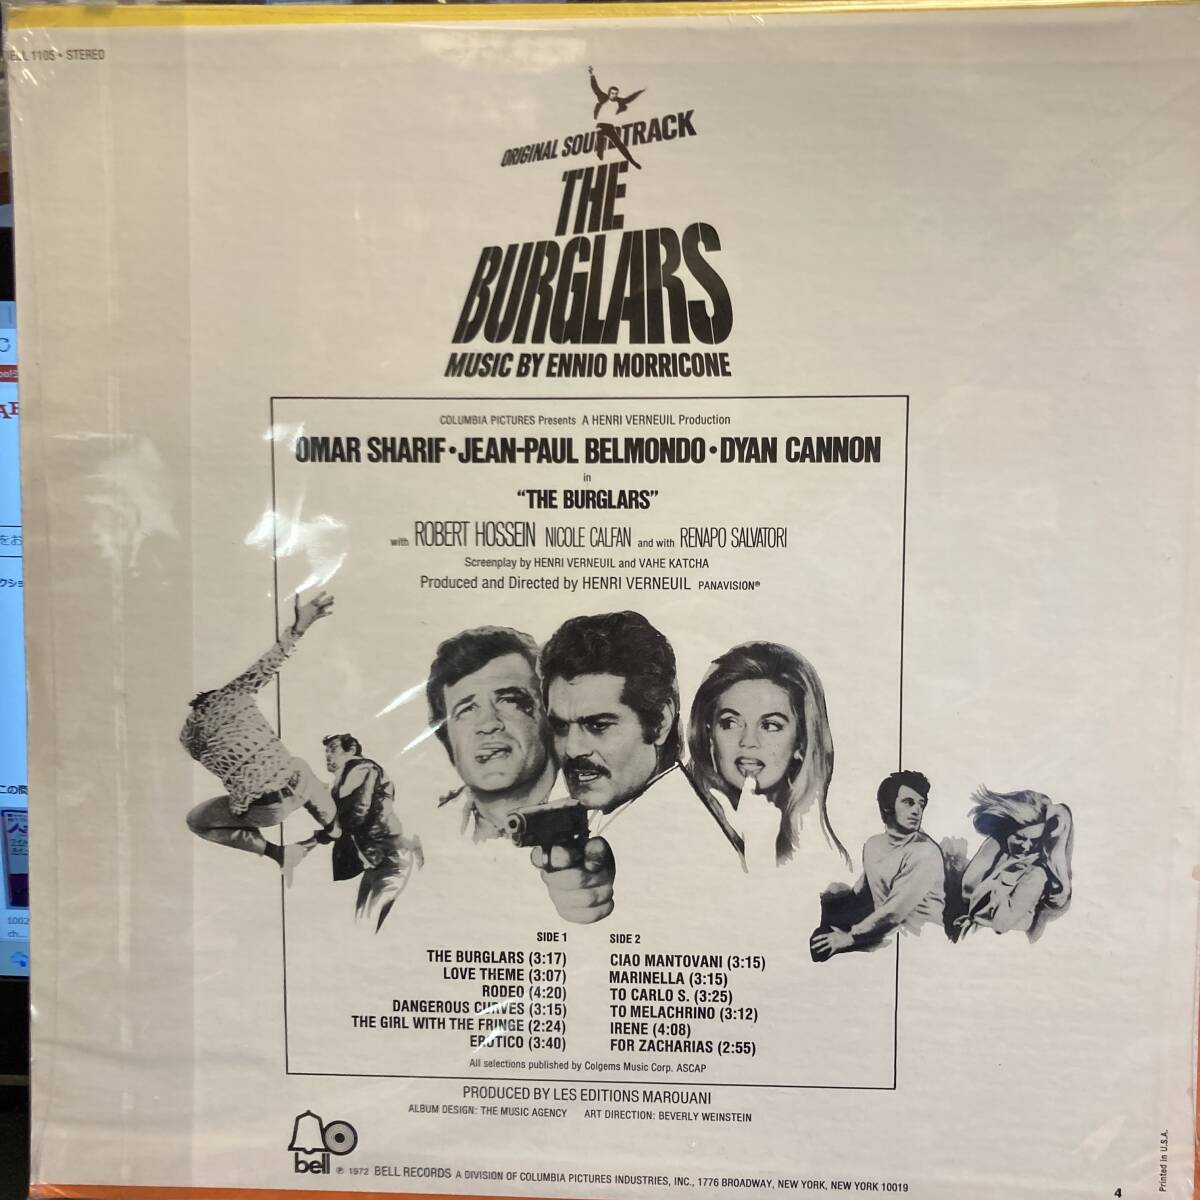 1105 • STEREO
ORIGINAL SOUNDTRACK
THE
BURGLARS
MUSIC BY ENNIO MORRICONE
COLUMBIA PICTURES Presents A HENRI VERNEUIL Production
OMAR SHARIF • JEAN-PAUL BELMONDO • DYAN CANNON
in
“THE BURGLARS”
with ROBERT HOSSEIN NICOLE CALFAN and with RENAPO SALVATORI
Screenplay by HENRI VERNEUIL and VAHE KATCHA
Produced and Directed by HENRI VERNEUIL PANAVISION®
SIDE 1
THE BURGLARS (3:17)
LOVE THEME (3:07)
RODEO (4:20)
DANGEROUS CURVES (3:15)
THE GIRL WITH THE FRINGE (2:24)
EROTICO (3:40)
SIDE 2
CIAO MANTOVANI (3:15)
MARINELLA (3:15)
TO CARLO S. (3:25)
TO MELACHRINO (3:12)
IRENE (4:08)
FOR ZACHARIAS (2:55)
All selections published by Colgems Music Corp. ASCAP
PRODUCED BY LES EDITIONS MAROUANI
ALBUM DESIGN: THE MUSIC AGENCY ART DIRECTION: BEVERLY WEINSTEIN
bell
℗ 1972 BELL RECORDS A DIVISION OF COLUMBIA PICTURES INDUSTRIES, INC., 1776 BROADWAY, NEW YORK, NEW YORK 10019
4
Printed in U.S.A.